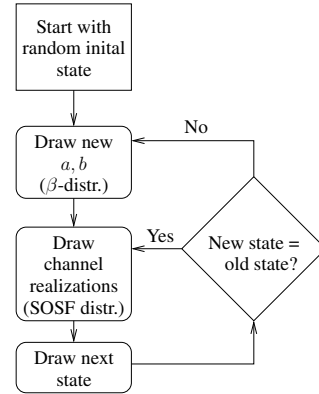 Start with
random inital
state
No
Draw new
a, b
(β-distr.)
Yes
New state =
old state?
Draw
channel
realizations
(SOSF distr.)
Draw next
state